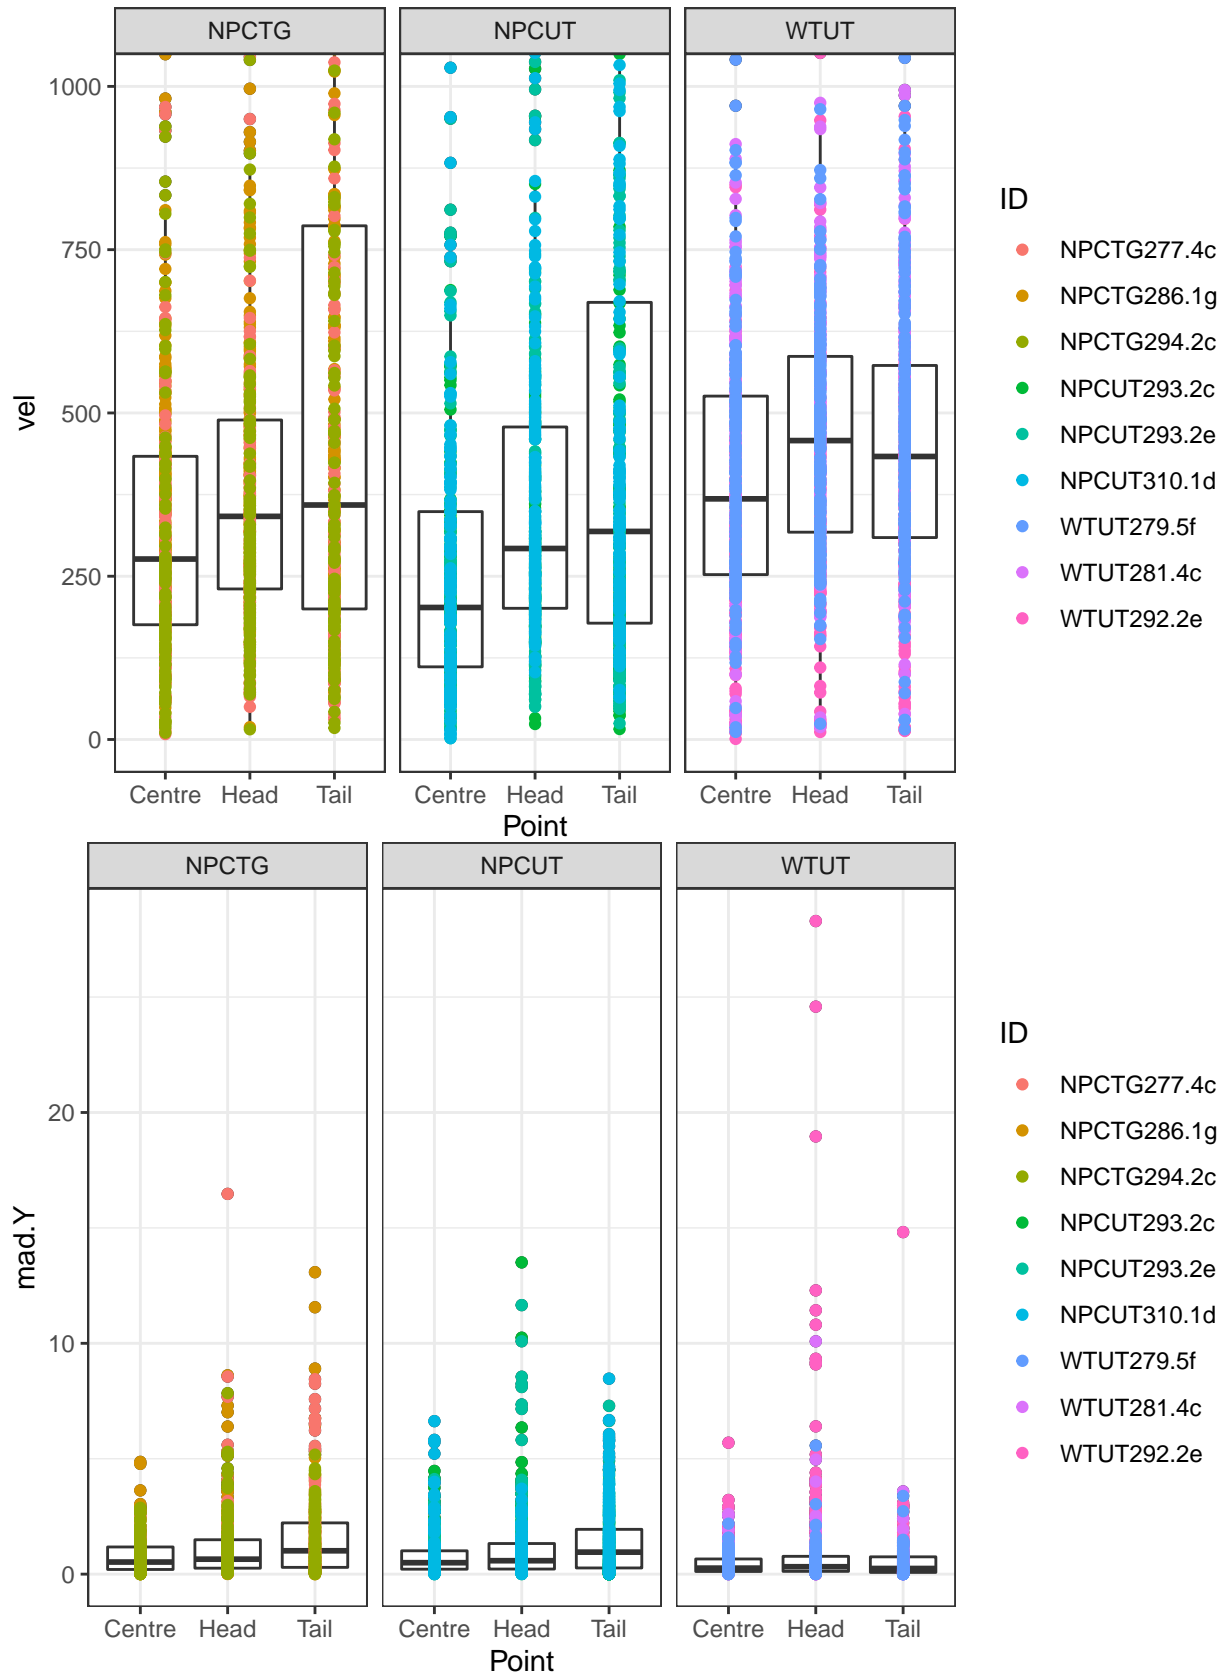 NPCTG NPCUT WTUT
1000
750
500
250
0
vel
Centre Head Tail Centre Head Tail Centre Head Tail
Point
ID
NPCTG277.4c
NPCTG286.1g
NPCTG294.2c
NPCUT293.2c
NPCUT293.2e
NPCUT310.1d
WTUT279.5f
WTUT281.4c
WTUT292.2e
NPCTG NPCUT WTUT
20
10
0
mad.Y
Centre Head Tail Centre Head Tail Centre Head Tail
Point
ID
NPCTG277.4c
NPCTG286.1g
NPCTG294.2c
NPCUT293.2c
NPCUT293.2e
NPCUT310.1d
WTUT279.5f
WTUT281.4c
WTUT292.2e